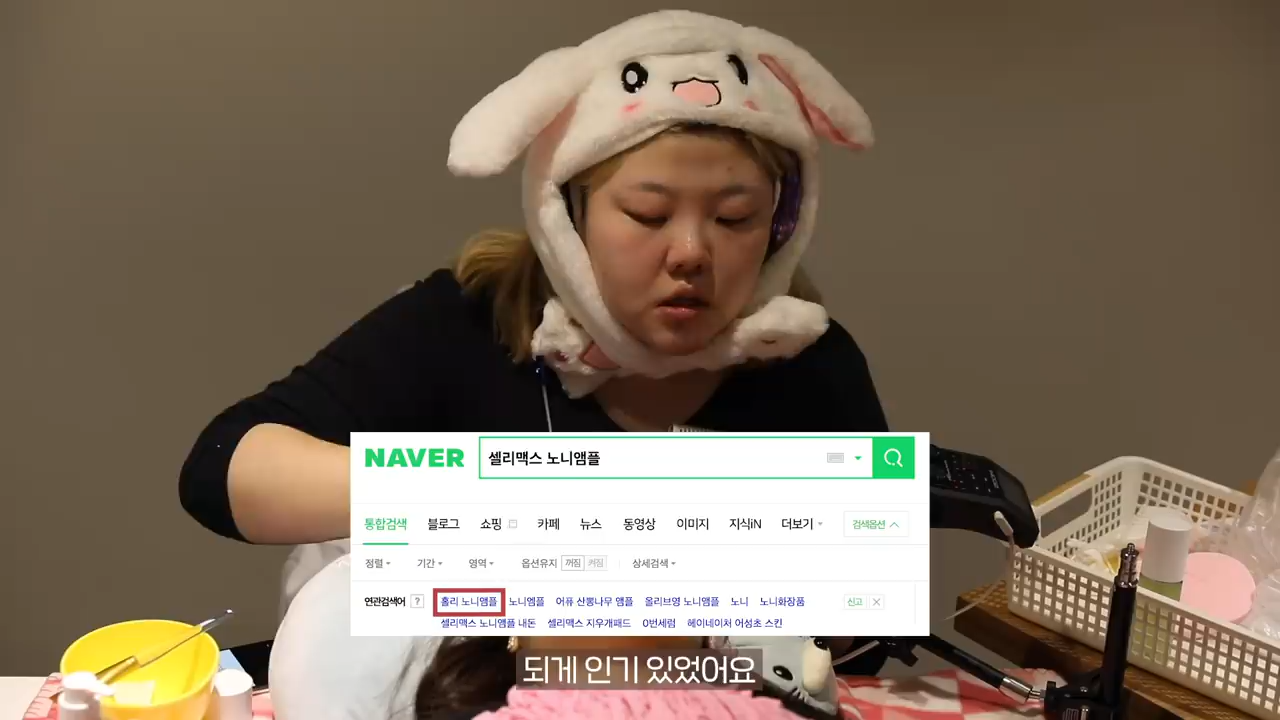 NAVER 셀리맥스 노니앰플
통합검색 블로그 쇼핑 카페 뉴스 동영상 이미지 지식iN 더보기 검색옵션
정렬 기간 영역 옵션유지 꺼짐 켜짐 상세검색
연관검색어 ? 홀리 노니앰플 노니엠플 어퓨 산뽕나무 앰플 올리브영 노니앰플 노니 노니화장품 신고
셀리맥스 노니앰플 내돈 셀리맥스 지우개패드 0번세럼 헤이네이처 어성초 스킨
되게 인기 있었어요